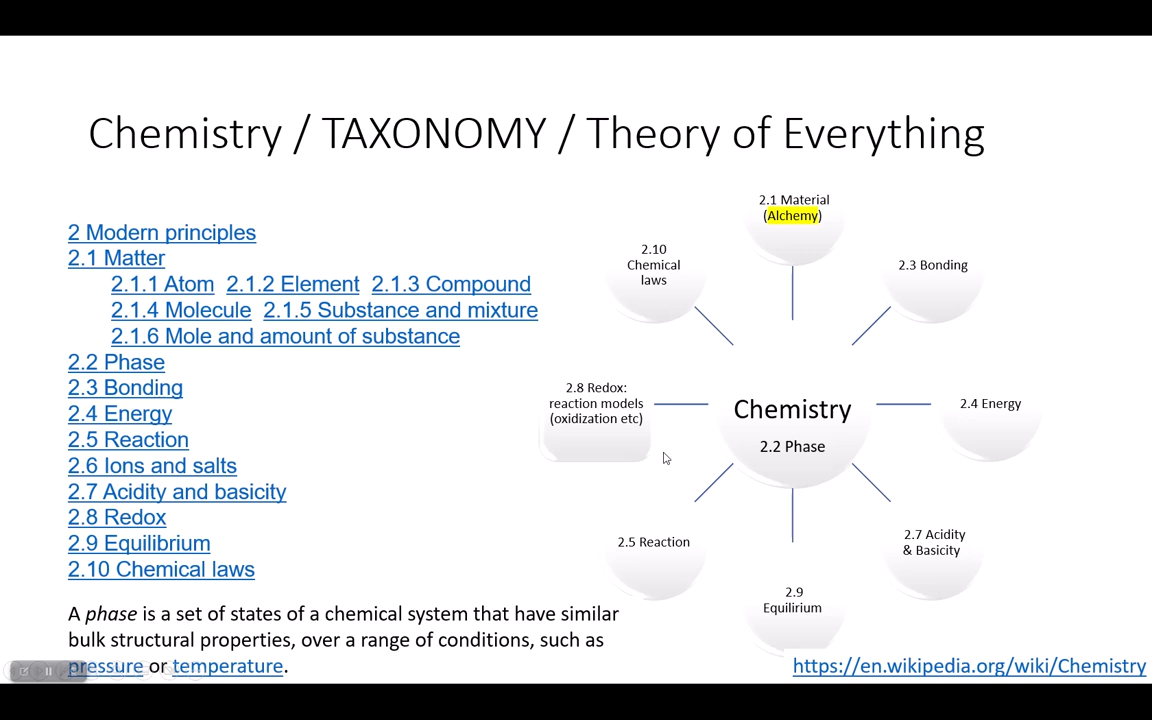 Chemistry / TAXONOMY / Theory of Everything
2 Modern principles
2.1 Matter
2.1.1 Atom 2.1.2 Element 2.1.3 Compound
2.1.4 Molecule 2.1.5 Substance and mixture
2.1.6 Mole and amount of substance
2.2 Phase
2.3 Bonding
2.4 Energy
2.5 Reaction
2.6 Ions and salts
2.7 Acidity and basicity
2.8 Redox
2.9 Equilibrium
2.10 Chemical laws
A phase is a set of states of a chemical system that have similar
bulk structural properties, over a range of conditions, such as
pressure or temperature.
2.1 Material
(Alchemy)
2.10
Chemical
laws
2.3 Bonding
2.8 Redox:
reaction models
(oxidization etc)
Chemistry
2.2 Phase
2.4 Energy
2.5 Reaction
2.7 Acidity
& Basicity
2.9
Equilirium
https://en.wikipedia.org/wiki/Chemistry